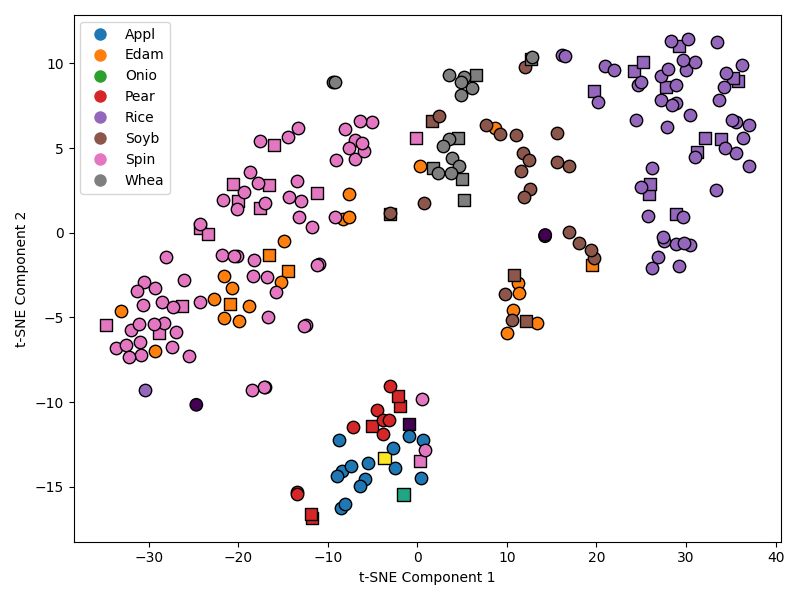 Appl
Edam
Onio
Pear
Rice
Soyb
Spin
Whea
10
5
0
−5
−10
−15
t-SNE Component 2
−30 −20 −10 0 10 20 30 40
t-SNE Component 1